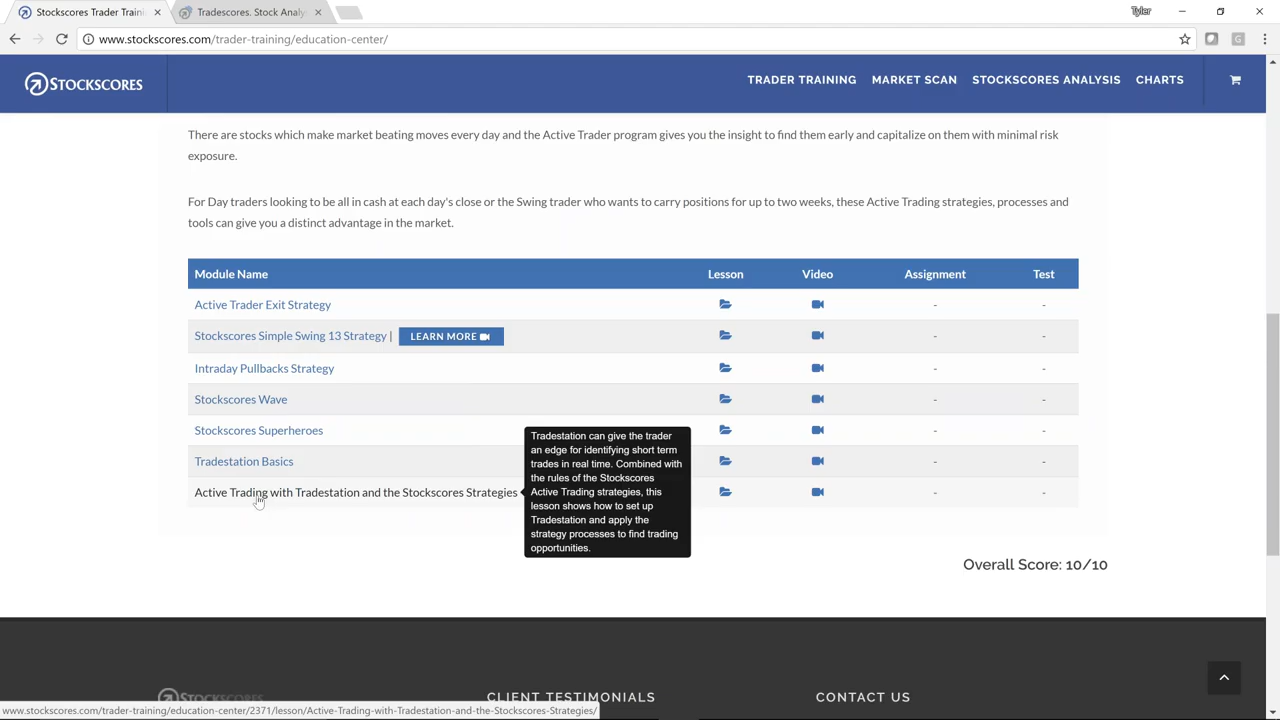 Stockscores Trader Traini
Tradescores. Stock Analy
Tyler
www.stockscores.com/trader-training/education-center/
STOCKSCORES
TRADER TRAINING
MARKET SCAN
STOCKSCORES ANALYSIS
CHARTS
There are stocks which make market beating moves every day and the Active Trader program gives you the insight to find them early and capitalize on them with minimal risk
exposure.
For Day traders looking to be all in cash at each day's close or the Swing trader who wants to carry positions for up to two weeks, these Active Trading strategies, processes and
tools can give you a distinct advantage in the market.
Module Name Lesson Video Assignment Test
Active Trader Exit Strategy - -
Stockscores Simple Swing 13 Strategy | LEARN MORE - -
Intraday Pullbacks Strategy - -
Stockscores Wave - -
Stockscores Superheroes - -
Tradestation Basics - -
Active Trading with Tradestation and the Stockscores Strategies - -
Tradestation can give the trader
an edge for identifying short term
trades in real time. Combined with
the rules of the Stockscores
Active Trading strategies, this
lesson shows how to set up
Tradestation and apply the
strategy processes to find trading
opportunities.
Overall Score: 10/10
STOCKSCORES
CLIENT TESTIMONIALS
CONTACT US
www.stockscores.com/trader-training/education-center/2371/lesson/Active-Trading-with-Tradestation-and-the-Stockscores-Strategies/